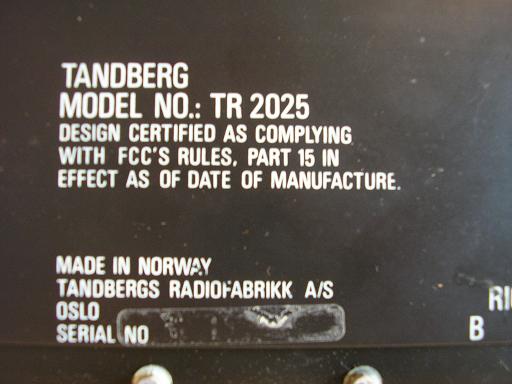 TANDBERG
MODEL NO.: TR 2025
DESIGN CERTIFIED AS COMPLYING
WITH FCC'S RULES, PART 15 IN
EFFECT AS OF DATE OF MANUFACTURE.
MADE IN NORWAY
TANDBERGS RADIOFABRIKK A/S
OSLO
SERIAL NO
B